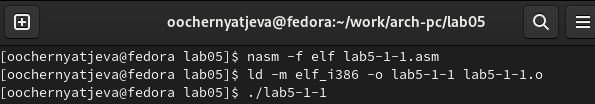 oochernyatjeva@fedora:~/work/arch-pc/lab05
[oochernyatjeva@fedora lab05]$ nasm -f elf lab5-1-1.asm
[oochernyatjeva@fedora lab05]$ ld -m elf_i386 -o lab5-1-1 lab5-1-1.o
[oochernyatjeva@fedora lab05]$ ./lab5-1-1